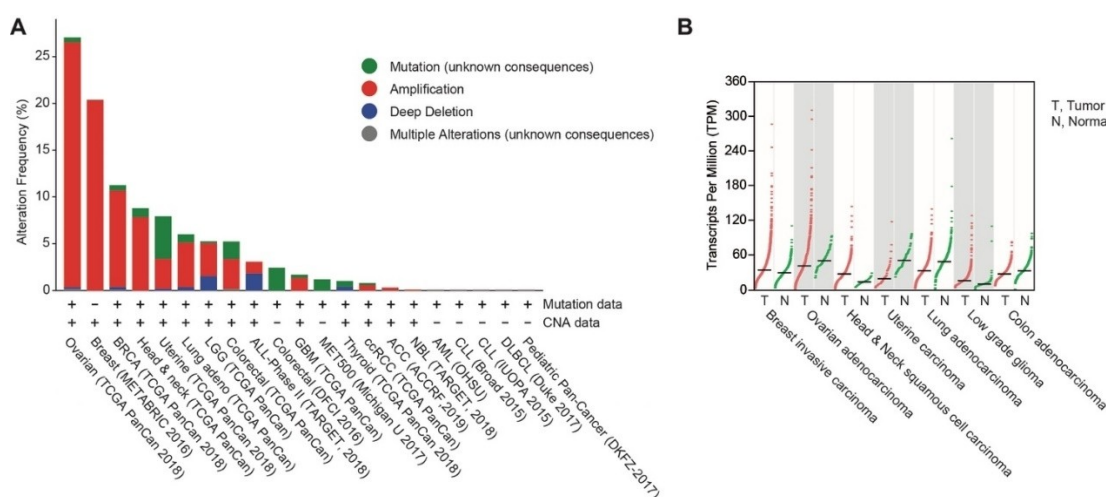 A
Alteration Frequency (%)
25
20
15
10
5
0
Mutation (unknown consequences)
Amplification
Deep Deletion
Multiple Alterations (unknown consequences)
+ − + + + + + + + + + + + + + + + + + + + Mutation data
+ + + + + + + + + − + − + + + + − − − − − CNA data
Ovarian (TCGA PanCan 2018)
Breast (METABRIC 2016)
BRCA (TCGA PanCan 2018)
Head & neck (TCGA PanCan 2018)
Uterine (TCGA PanCan)
Lung adeno (TCGA PanCan)
LGG (TCGA PanCan)
Colorectal (TCGA PanCan)
ALL-Phase II (TARGET, 2018)
Colorectal (DFCI 2016)
GBM (TCGA PanCan)
MET500 (Michigan U 2017)
Thyroid (TCGA PanCan 2018)
ccRCC (TCGA PanCan)
ACC (ACCRF, 2019)
NBL (TARGET, 2018)
AML (OHSU)
CLL (Broad 2015)
CLL (IUOPA 2015)
DLBCL (Duke 2017)
Pediatric Pan-Cancer (DKFZ-2017)
B
Transcripts Per Million (TPM)
360
300
240
180
120
60
0
T, Tumor
N, Norma
T N T N T N T N T N T N T N
Breast invasive carcinoma
Ovarian adenocarcinoma
Head & Neck squamous cell carcinoma
Uterine carcinoma
Lung adenocarcinoma
Low grade glioma
Colon adenocarcinoma